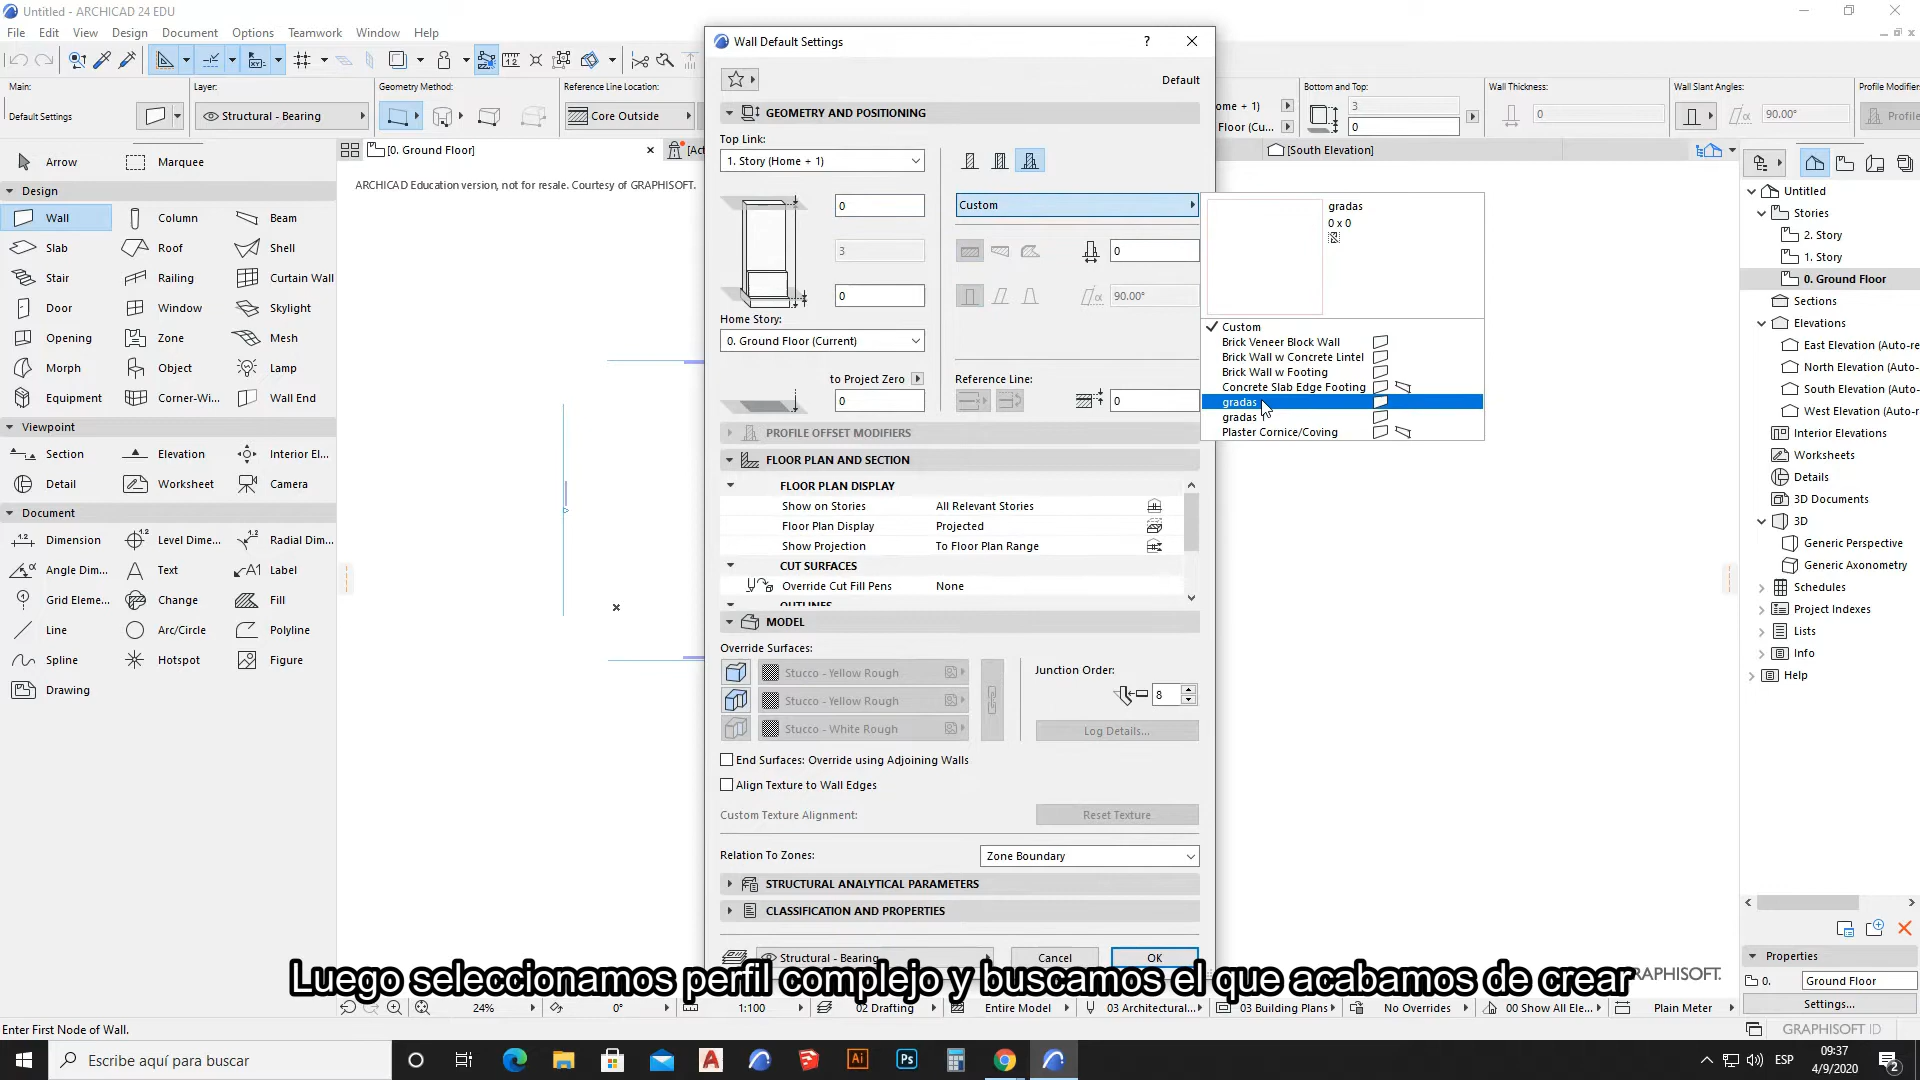 Untitled - ARCHICAD 24 EDU
File Edit View Design Document Options Teamwork Window Help
Main:
Default Settings
Layer:
Structural - Bearing
Geometry Method:
Reference Line Location:
Core Outside
Bottom and Top:
ome + 1)
3
Floor (Cu...
0
Wall Thickness:
0
Wall Slant Angles:
90.00°
Profile Modifier
Profile
Arrow
Marquee
[0. Ground Floor]
[Act
[South Elevation]
ARCHICAD Education version, not for resale. Courtesy of GRAPHISOFT.
Design
Wall Column Beam
Slab Roof Shell
Stair Railing Curtain Wall
Door Window Skylight
Opening Zone Mesh
Morph Object Lamp
Equipment Corner-Wi... Wall End
Viewpoint
Section Elevation Interior El...
Detail Worksheet Camera
Document
Dimension Level Dime... Radial Dim...
Angle Dim... Text Label
Grid Eleme... Change Fill
Line Arc/Circle Polyline
Spline Hotspot Figure
Drawing
Wall Default Settings
?
Default
GEOMETRY AND POSITIONING
Top Link:
1. Story (Home + 1)
0
3
0
Home Story:
0. Ground Floor (Current)
to Project Zero
0
Custom
0
90.00°
Reference Line:
0
PROFILE OFFSET MODIFIERS
FLOOR PLAN AND SECTION
FLOOR PLAN DISPLAY
Show on Stories All Relevant Stories
Floor Plan Display Projected
Show Projection To Floor Plan Range
CUT SURFACES
Override Cut Fill Pens None
OUTLINES
MODEL
Override Surfaces:
Stucco - Yellow Rough
Stucco - Yellow Rough
Stucco - White Rough
Junction Order:
8
Log Details...
End Surfaces: Override using Adjoining Walls
Align Texture to Wall Edges
Custom Texture Alignment:
Reset Texture
Relation To Zones:
Zone Boundary
STRUCTURAL ANALYTICAL PARAMETERS
CLASSIFICATION AND PROPERTIES
Structural - Bearing
Cancel
OK
gradas
0 x 0
Custom
Brick Veneer Block Wall
Brick Wall w Concrete Lintel
Brick Wall w Footing
Concrete Slab Edge Footing
gradas
gradas
Plaster Cornice/Coving
Untitled
Stories
2. Story
1. Story
0. Ground Floor
Sections
Elevations
East Elevation (Auto-re
North Elevation (Auto-
South Elevation (Auto-
West Elevation (Auto-r
Interior Elevations
Worksheets
Details
3D Documents
3D
Generic Perspective
Generic Axonometry
Schedules
Project Indexes
Lists
Info
Help
Properties
0.
Ground Floor
Settings...
Luego seleccionamos perfil complejo y buscamos el que acabamos de crear
GRAPHISOFT.
24% 0° 1:100 02 Drafting Entire Model 03 Architectural... 03 Building Plans No Overrides 00 Show All Ele... Plain Meter
Enter First Node of Wall.
GRAPHISOFT ID
Escribe aquí para buscar
ESP
09:37
4/9/2020
2